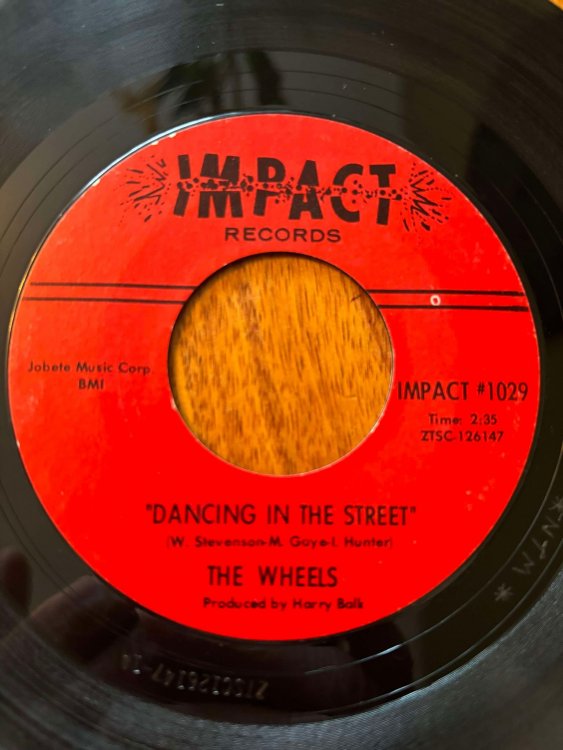 IMPACT
RECORDS
Jobete Music Corp.
BMI
IMPACT #1029
Time: 2:35
ZTSC-126147
"DANCING IN THE STREET"
(W. Stevenson-M. Gaye-I. Hunter)
THE WHEELS
Produced by Harry Balk